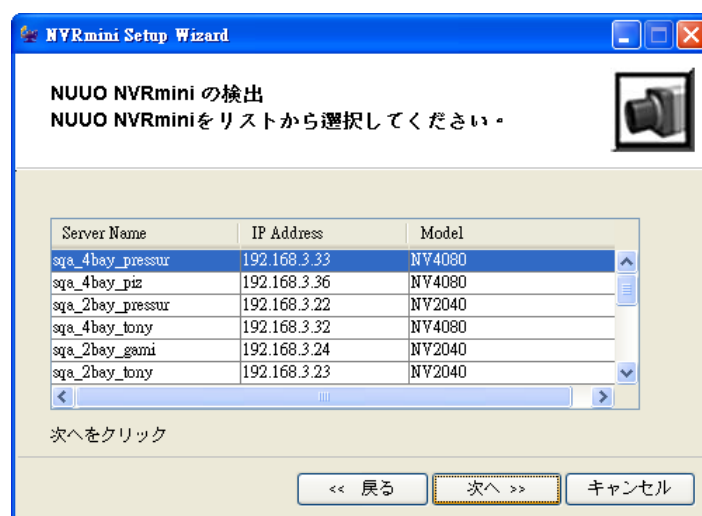 NVRmini Setup Wizard
NUUO NVRmini の検出
NUUO NVRminiをリストから選択してください。
Server Name IP Address Model
sqa_4bay_pressur 192.168.3.33 NV4080
sqa_4bay_piz 192.168.3.36 NV4080
sqa_2bay_pressur 192.168.3.22 NV2040
sqa_4bay_tony 192.168.3.32 NV4080
sqa_2bay_gami 192.168.3.24 NV2040
sqa_2bay_tony 192.168.3.23 NV2040
次へをクリック
<< 戻る 次へ >> キャンセル